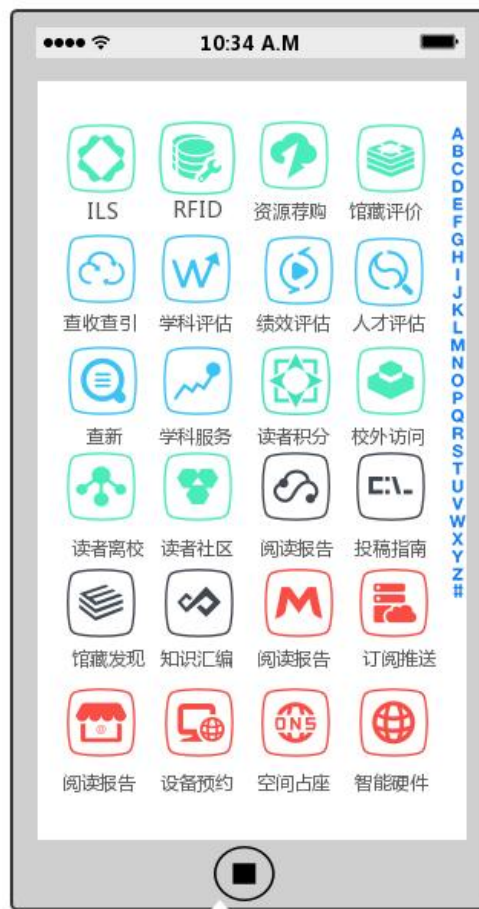 10:34 A.M
ILS RFID 资源荐购 馆藏评价
查收查引 学科评估 绩效评估 人才评估
查新 学科服务 读者积分 校外访问
C:\_
读者离校 读者社区 阅读报告 投稿指南
馆藏发现 知识汇编 阅读报告 订阅推送
DNS
阅读报告 设备预约 空间占座 智能硬件
A
B
C
D
E
F
G
H
I
J
K
L
M
N
O
P
Q
R
S
T
U
V
W
X
Y
Z
#